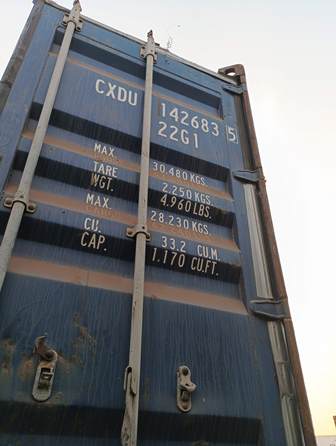 CXDU 142683 5
22G1
MAX. 30.480 KGS.
TARE 2.250 KGS.
WGT. 4.960 LBS.
MAX. 28.230 KGS.
CU. 33.2 CU.M.
CAP. 1.170 CU.FT.